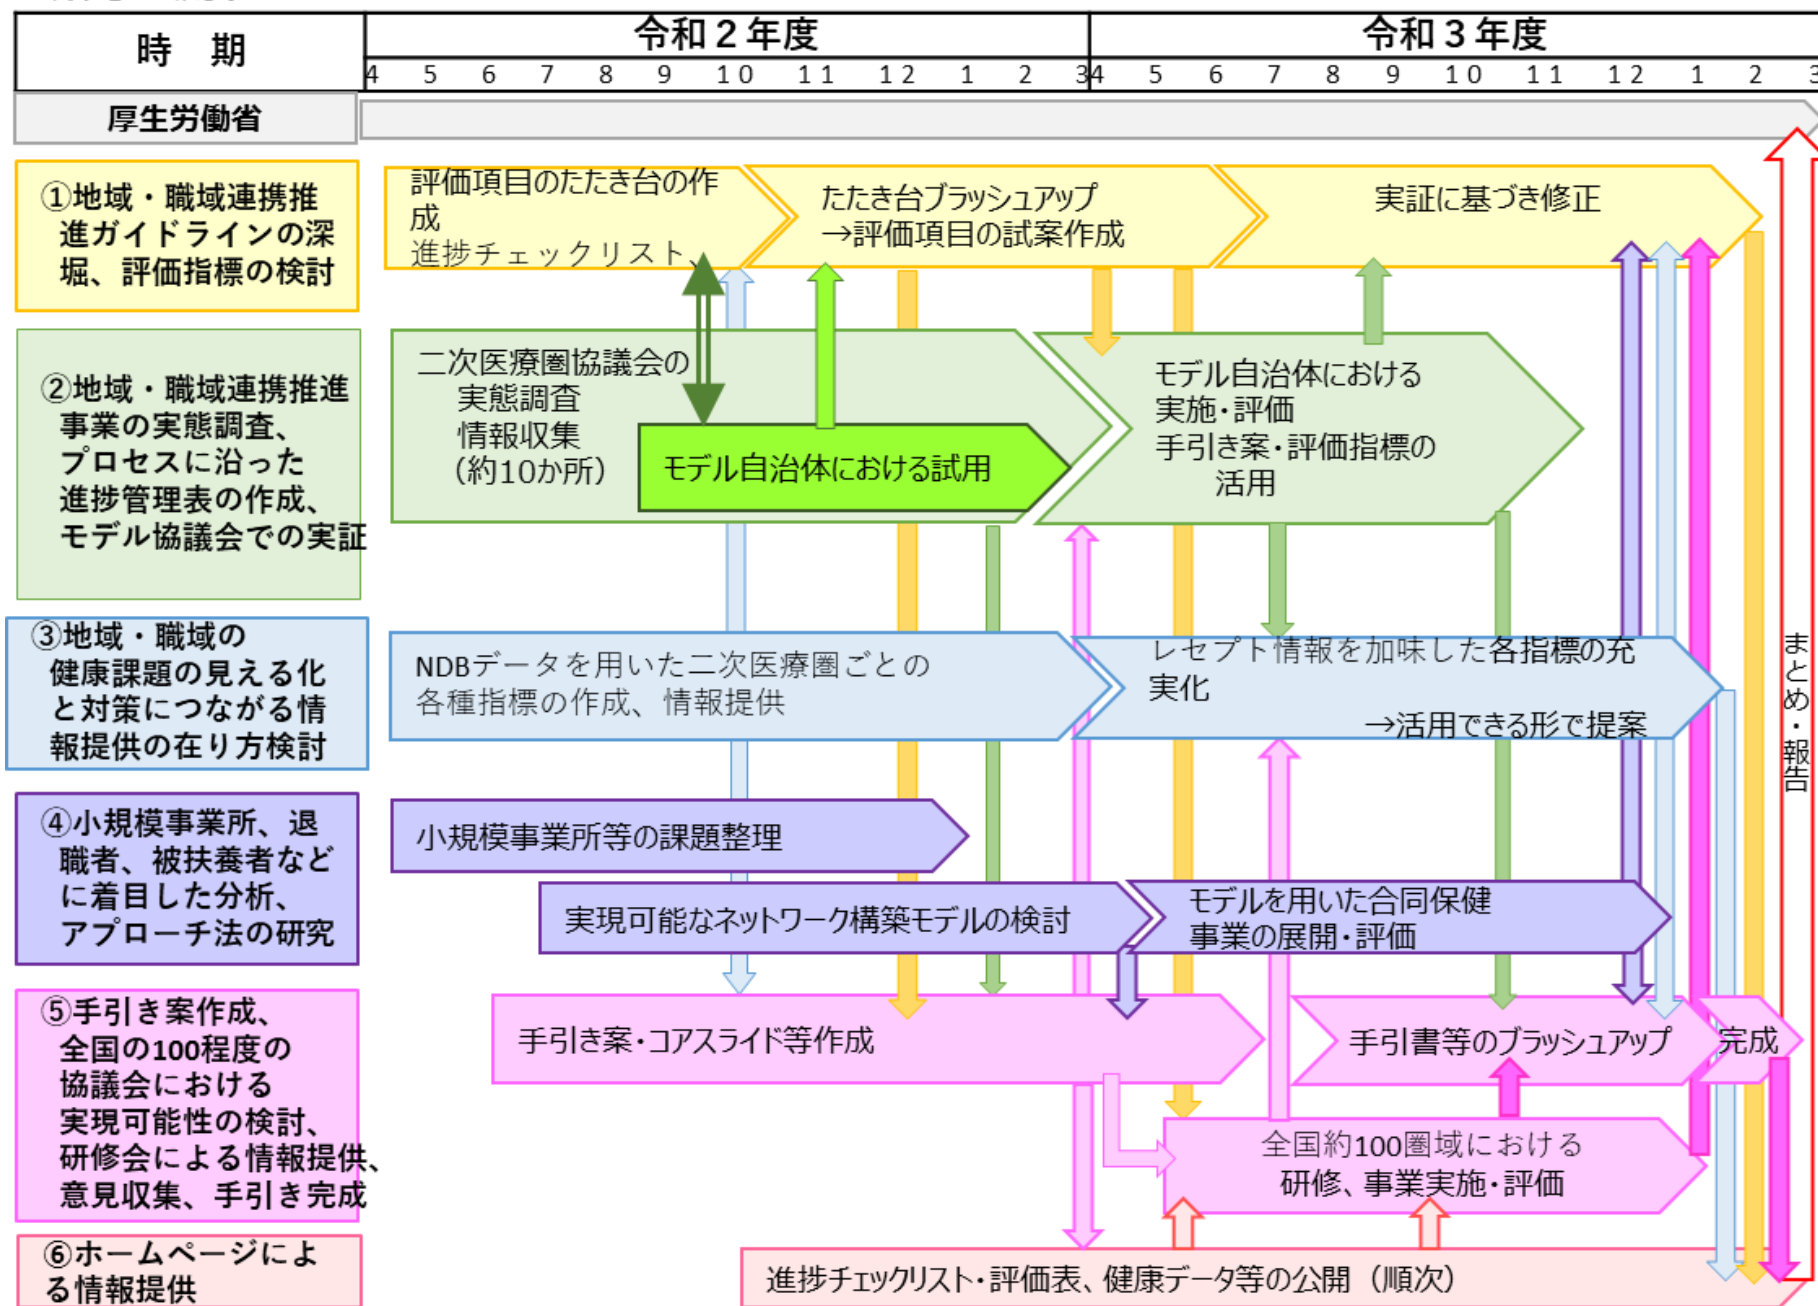 時　期
令和２年度
令和３年度
4 5 6 7 8 9 10 11 12 1 2 3
4 5 6 7 8 9 10 11 12 1 2 3
厚生労働省
①地域・職域連携推
進ガイドラインの深
堀、評価指標の検討
評価項目のたたき台の作
成
進捗チェックリスト、
たたき台ブラッシュアップ
→評価項目の試案作成
実証に基づき修正
②地域・職域連携推進
事業の実態調査、
プロセスに沿った
進捗管理表の作成、
モデル協議会での実証
二次医療圏協議会の
実態調査
情報収集
（約10か所）
モデル自治体における試用
モデル自治体における
実施・評価
手引き案・評価指標の
活用
③地域・職域の
健康課題の見える化
と対策につながる情
報提供の在り方検討
NDBデータを用いた二次医療圏ごとの
各種指標の作成、情報提供
レセプト情報を加味した各指標の充
実化
→活用できる形で提案
まとめ・報告
④小規模事業所、退
職者、被扶養者など
に着目した分析、
アプローチ法の研究
小規模事業所等の課題整理
実現可能なネットワーク構築モデルの検討
モデルを用いた合同保健
事業の展開・評価
⑤手引き案作成、
全国の100程度の
協議会における
実現可能性の検討、
研修会による情報提供、
意見収集、手引き完成
手引き案・コアスライド等作成
手引書等のブラッシュアップ
完成
全国約100圏域における
研修、事業実施・評価
⑥ホームページによ
る情報提供
進捗チェックリスト・評価表、健康データ等の公開（順次）